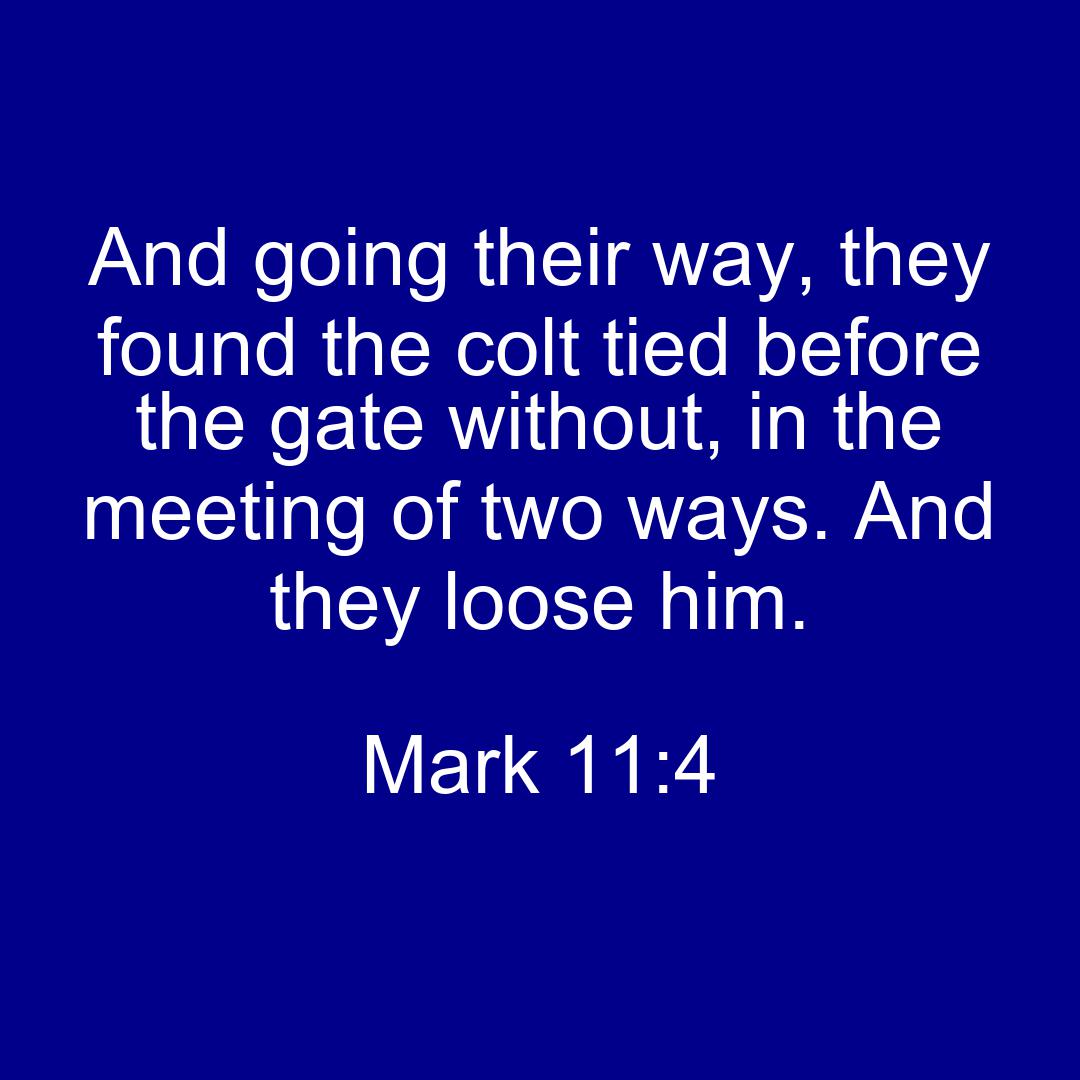 And going their way, they
found the colt tied before
the gate without, in the
meeting of two ways. And
they loose him.
Mark 11:4